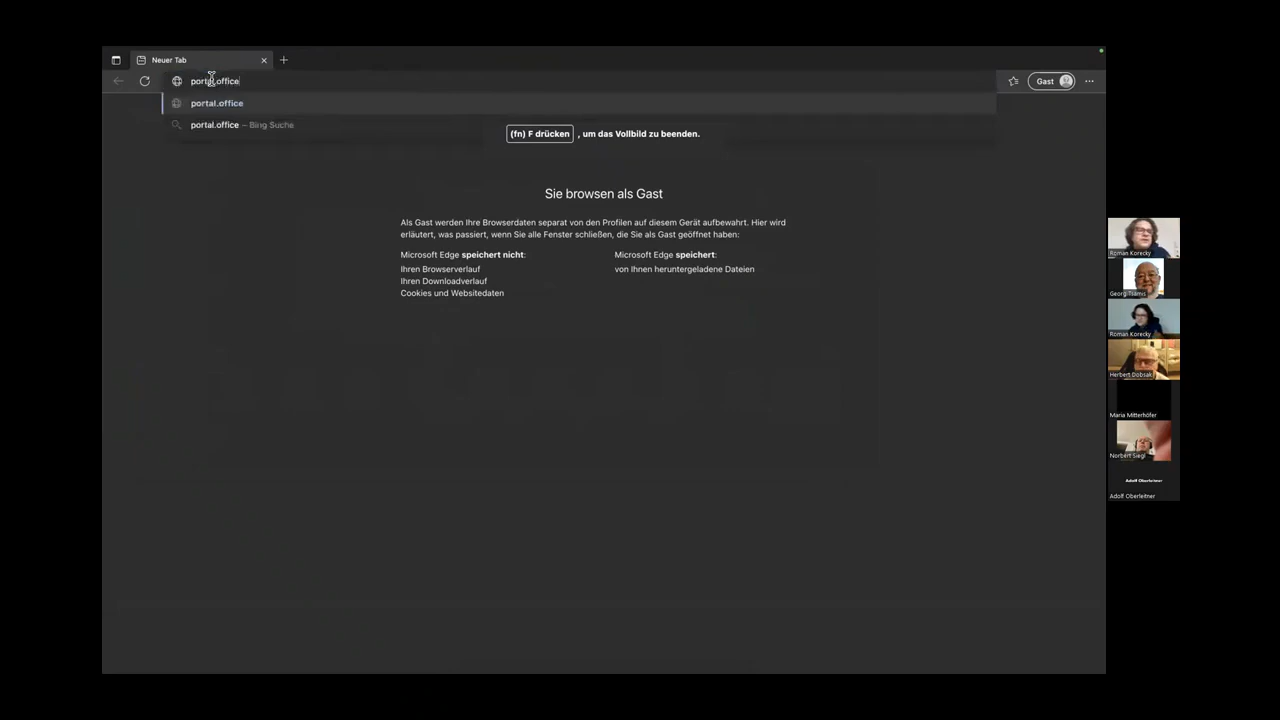 Neuer Tab
portal.office
Gast
portal.office
portal.office – Bing Suche
(fn) F drücken , um das Vollbild zu beenden.
Sie browsen als Gast
Als Gast werden Ihre Browserdaten separat von den Profilen auf diesem Gerät aufbewahrt. Hier wird
erläutert, was passiert, wenn Sie alle Fenster schließen, die Sie als Gast geöffnet haben:
Microsoft Edge speichert nicht:
Ihren Browserverlauf
Ihren Downloadverlauf
Cookies und Websitedaten
Microsoft Edge speichert:
von Ihnen heruntergeladene Dateien
Roman Korecky
Georg Tsamis
Roman Korecky
Herbert Dobsak
Maria Mitterhöfer
Norbert Siegl
Adolf Oberleitner
Adolf Oberleitner